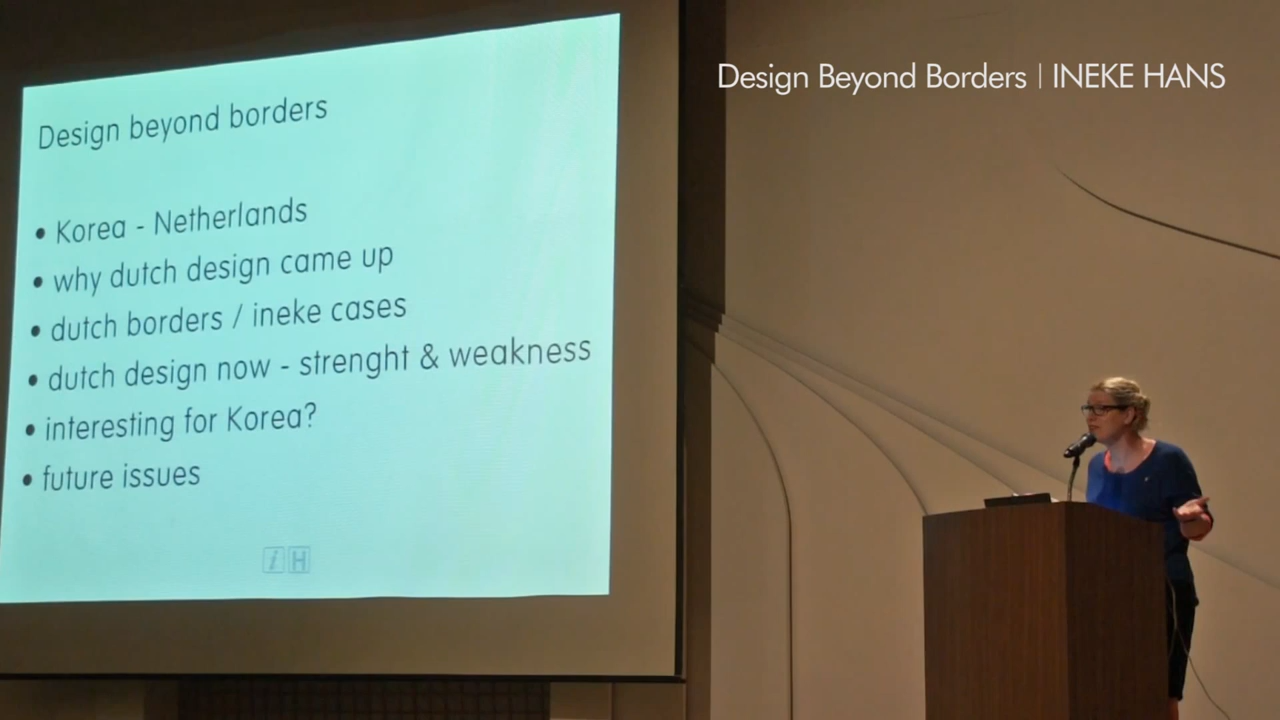 Design Beyond Borders | INEKE HANS
Design beyond borders
• Korea - Netherlands
• why dutch design came up
• dutch borders / ineke cases
• dutch design now - strenght & weakness
• interesting for Korea?
• future issues
i H